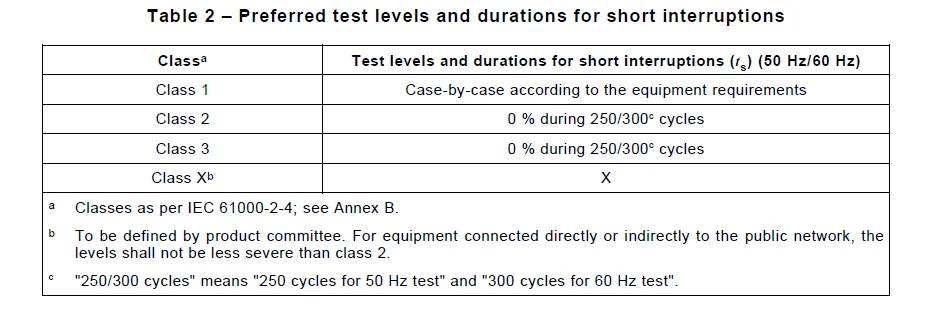 Table 2 – Preferred test levels and durations for short interruptions
Classᵃ Test levels and durations for short interruptions (tₛ) (50 Hz/60 Hz)
Class 1 Case-by-case according to the equipment requirements
Class 2 0 % during 250/300ᶜ cycles
Class 3 0 % during 250/300ᶜ cycles
Class Xᵇ X
a Classes as per IEC 61000-2-4; see Annex B.
b To be defined by product committee. For equipment connected directly or indirectly to the public network, the
levels shall not be less severe than class 2.
c "250/300 cycles" means "250 cycles for 50 Hz test" and "300 cycles for 60 Hz test".